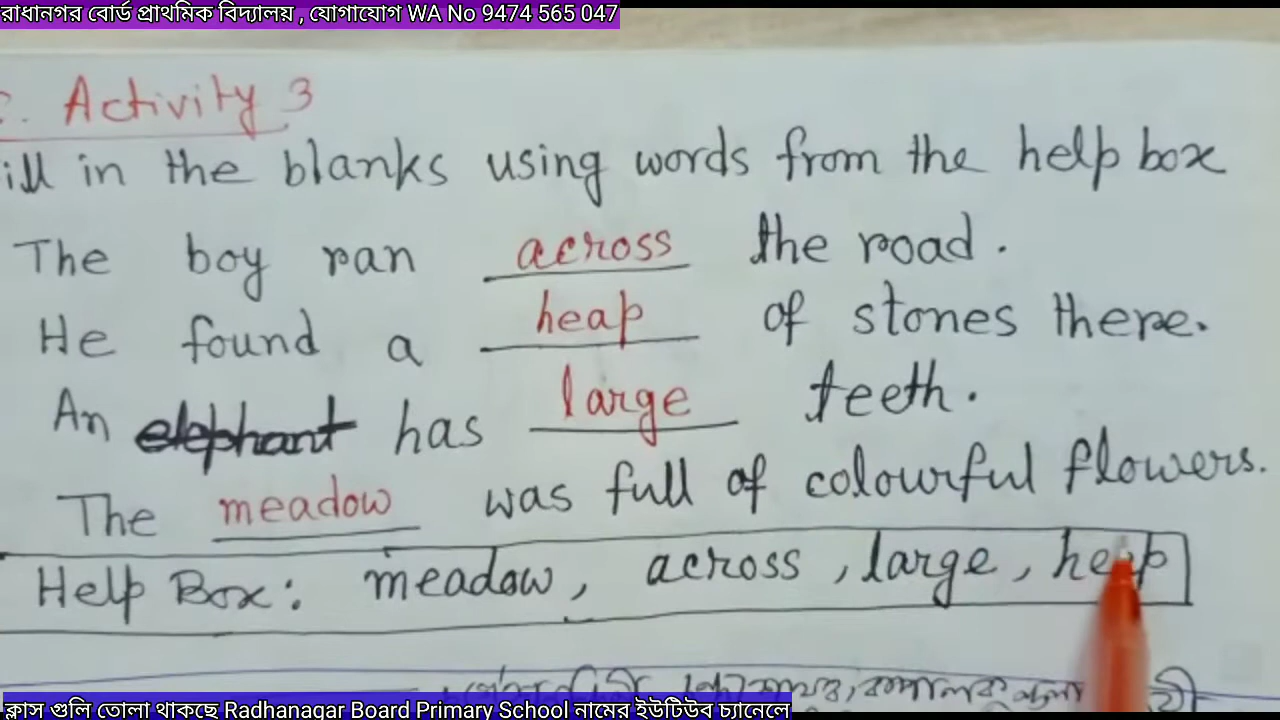 রাধানগর বোর্ড প্রাথমিক বিদ্যালয় , যোগাযোগ WA No 9474 565 047
c. Activity 3
ill in the blanks using words from the help box
The boy ran across the road.
He found a heap of stones there.
An elephant has large teeth.
The meadow was full of colourful flowers.
Help Box: meadow, across, large, heap
ক্লাস গুলি তোলা থাকছে Radhanagar Board Primary School নামের ইউটিউব চ্যানেলে